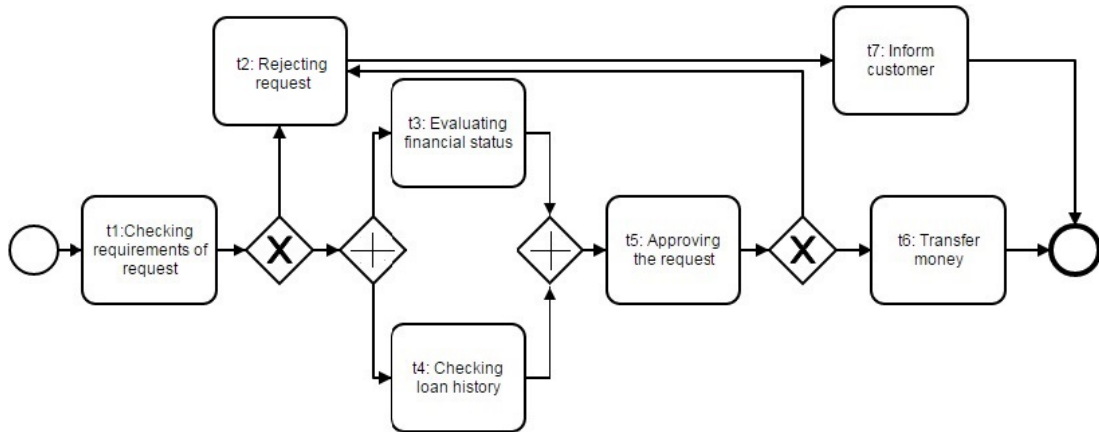 t2: Rejecting
request
t7: Inform
customer
t3: Evaluating
financial status
t1:Checking
requirements of
request
X
t5: Approving
the request
X
t6: Transfer
money
t4: Checking
loan history